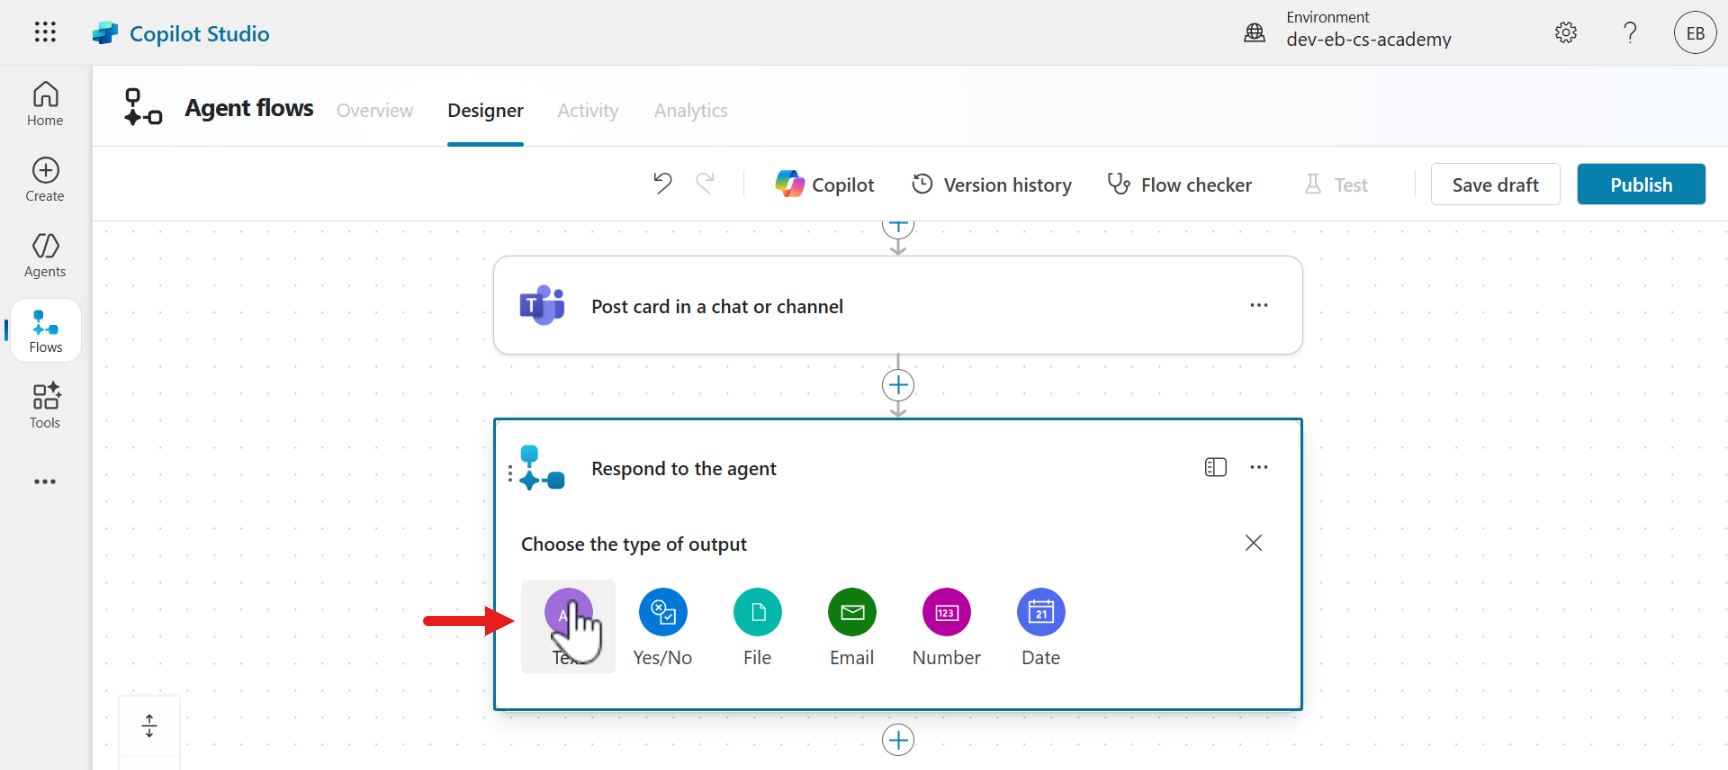 Copilot Studio
Environment
dev-eb-cs-academy
?
EB
Home
Create
Agents
Flows
Tools
Agent flows
Overview
Designer
Activity
Analytics
Copilot
Version history
Flow checker
Test
Save draft
Publish
T
Post card in a chat or channel
Respond to the agent
Choose the type of output
123
21
Yes/No
File
Email
Number
Date